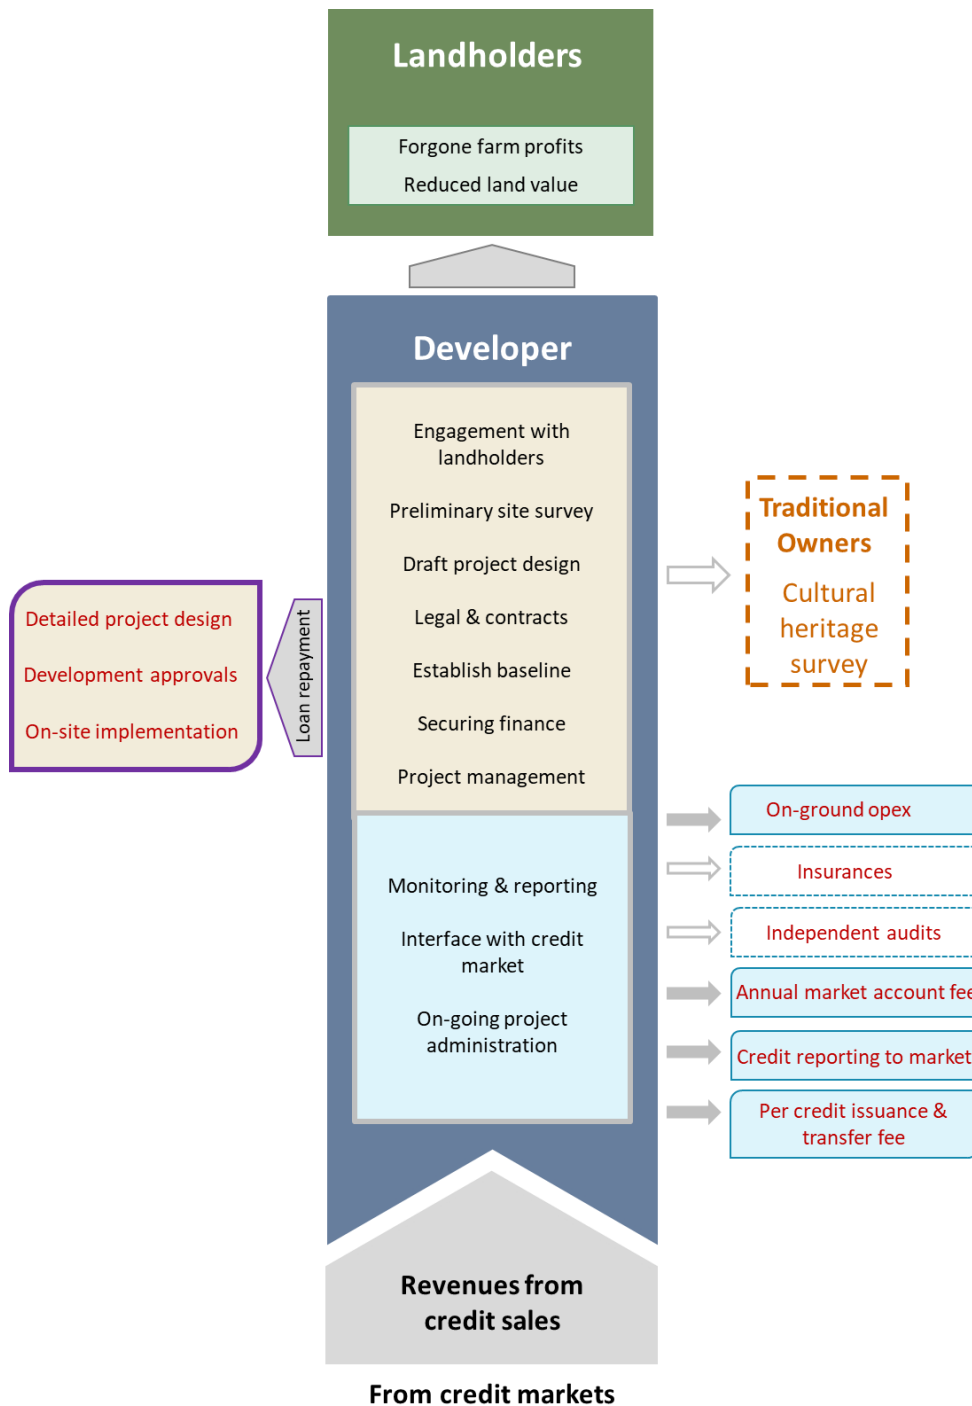 Landholders
Forgone farm profits
Reduced land value
Developer
Engagement with
landholders
Preliminary site survey
Draft project design
Legal & contracts
Establish baseline
Securing finance
Project management
Monitoring & reporting
Interface with credit
market
On-going project
administration
Loan repayment
Detailed project design
Development approvals
On-site implementation
Traditional
Owners
Cultural
heritage
survey
On-ground opex
Insurances
Independent audits
Annual market account fee
Credit reporting to market
Per credit issuance &
transfer fee
Revenues from
credit sales
From credit markets